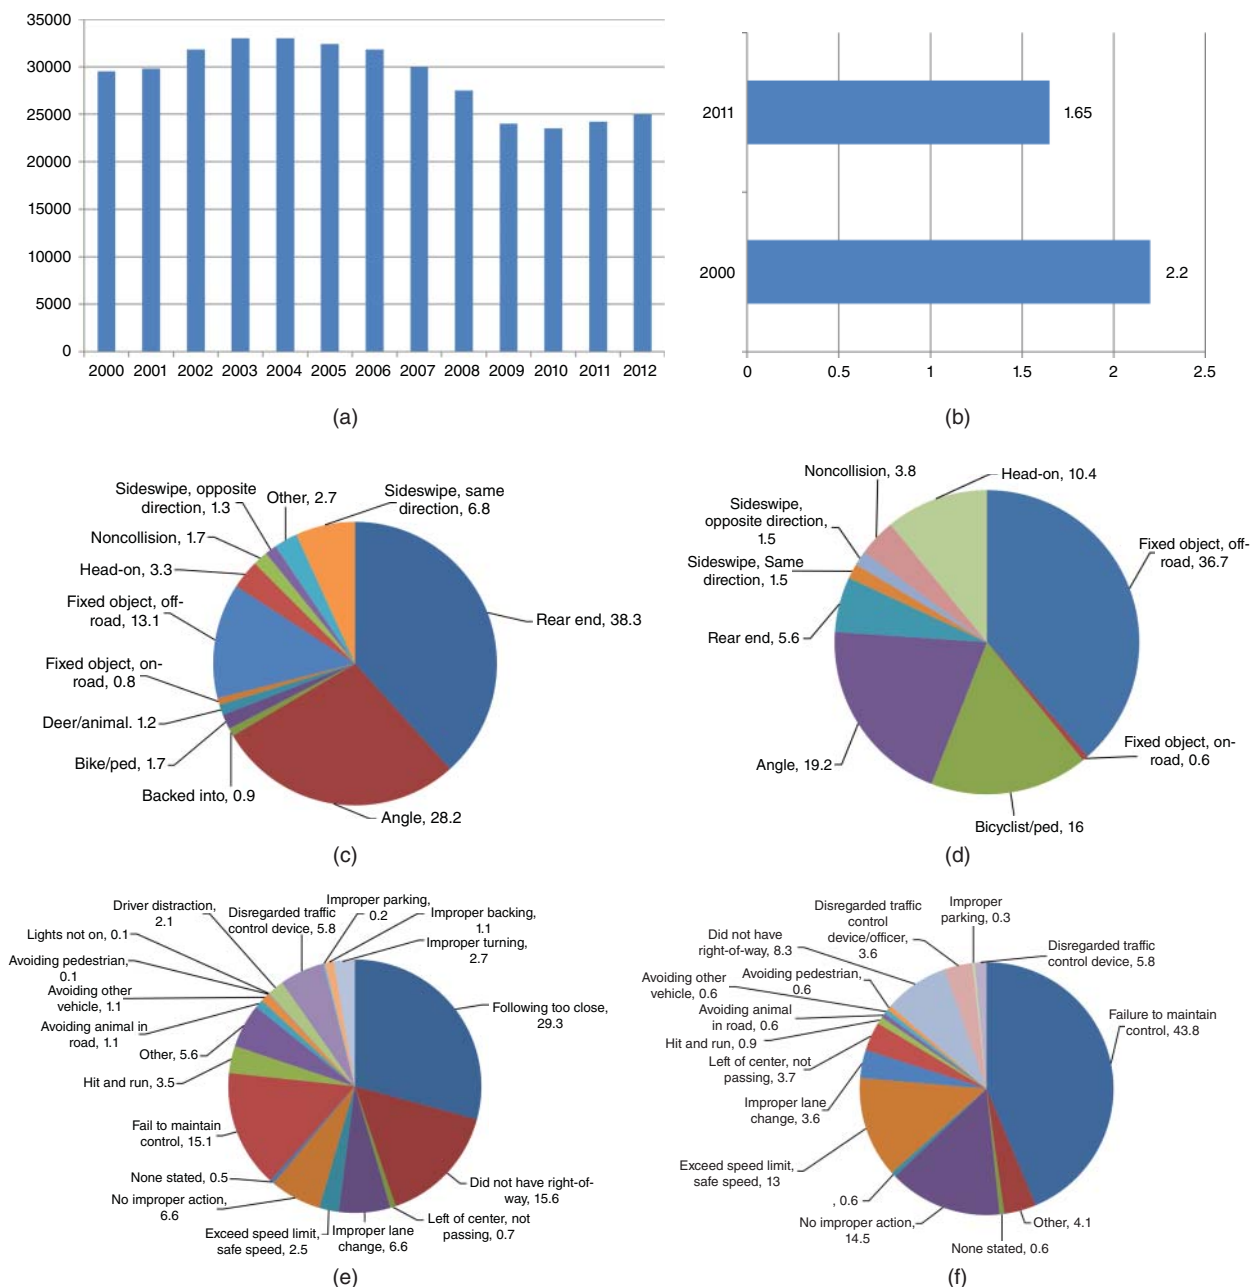 35000
30000
25000
20000
15000
10000
5000
0
2000 2001 2002 2003 2004 2005 2006 2007 2008 2009 2010 2011 2012
(a)
2011
1.65
2000
2.2
0 0.5 1 1.5 2 2.5
(b)
Sideswipe, opposite
direction, 1.3
Other, 2.7
Sideswipe, same
direction, 6.8
Noncollision, 1.7
Head-on, 3.3
Fixed object, off-
road, 13.1
Rear end, 38.3
Fixed object, on-
road, 0.8
Deer/animal. 1.2
Bike/ped, 1.7
Backed into, 0.9
Angle, 28.2
(c)
Noncollision, 3.8
Head-on, 10.4
Sideswipe,
opposite direction,
1.5
Fixed object, off-
road, 36.7
Sideswipe, Same
direction, 1.5
Rear end, 5.6
Angle, 19.2
Fixed object, on-
road, 0.6
Bicyclist/ped, 16
(d)
Driver distraction,
2.1
Disregarded traffic
control device, 5.8
Improper parking,
0.2
Improper backing,
1.1
Improper turning,
2.7
Lights not on, 0.1
Avoiding pedestrian,
0.1
Avoiding other
vehicle, 1.1
Avoiding animal in
road, 1.1
Following too close,
29.3
Other, 5.6
Hit and run, 3.5
Fail to maintain
control, 15.1
None stated, 0.5
No improper action,
6.6
Exceed speed limit,
safe speed, 2.5
Improper lane
change, 6.6
Left of center, not
passing, 0.7
Did not have right-of-
way, 15.6
(e)
Disregarded traffic
control
device/officer,
3.6
Improper
parking, 0.3
Did not have
right-of-way, 8.3
Disregarded traffic
control device, 5.8
Avoiding other
vehicle, 0.6
Avoiding pedestrian,
0.6
Avoiding animal
in road, 0.6
Hit and run, 0.9
Failure to maintain
control, 43.8
Left of center, not
passing, 3.7
Improper lane
change, 3.6
Exceed speed limit,
safe speed, 13
, 0.6
No improper action,
14.5
None stated, 0.6
Other, 4.1
(f)